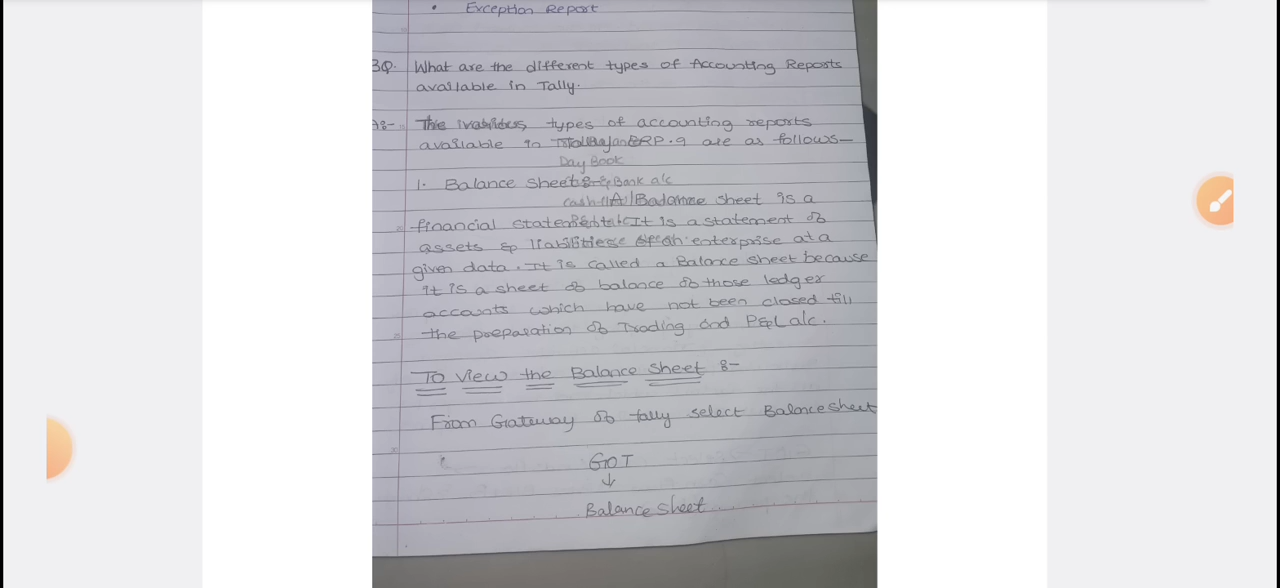 • Exception Report
3Q. What are the different types of Accounting Reports
available in Tally.
The various types of accounting reports
available in ERP.9 are as follows—
Day Book
1. Balance Sheet:- Bank a/c
A Balance sheet is a
financial statement. It is a statement of
assets & liabilities of an enterprise at a
given data. It is called a Balance sheet because
it is a sheet of balance of those ledger
accounts which have not been closed till
the preparation of Trading and P&L a/c.
To View the Balance Sheet :-
From Gateway of tally select Balance sheet
GOT
↓
Balance sheet